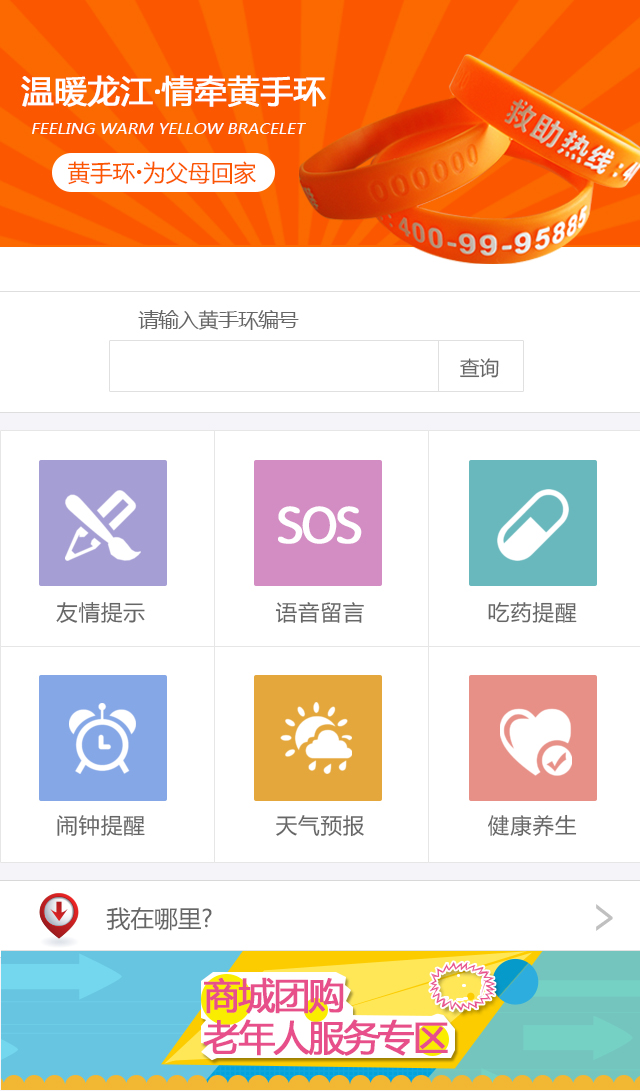 温暖龙江·情牵黄手环
FEELING WARM YELLOW BRACELET
黄手环·为父母回家
救助热线:4
000000
:400-99-95885
请输入黄手环编号
查询
SOS
友情提示
语音留言
吃药提醒
闹钟提醒
天气预报
健康养生
我在哪里?
商城团购
老年人服务专区